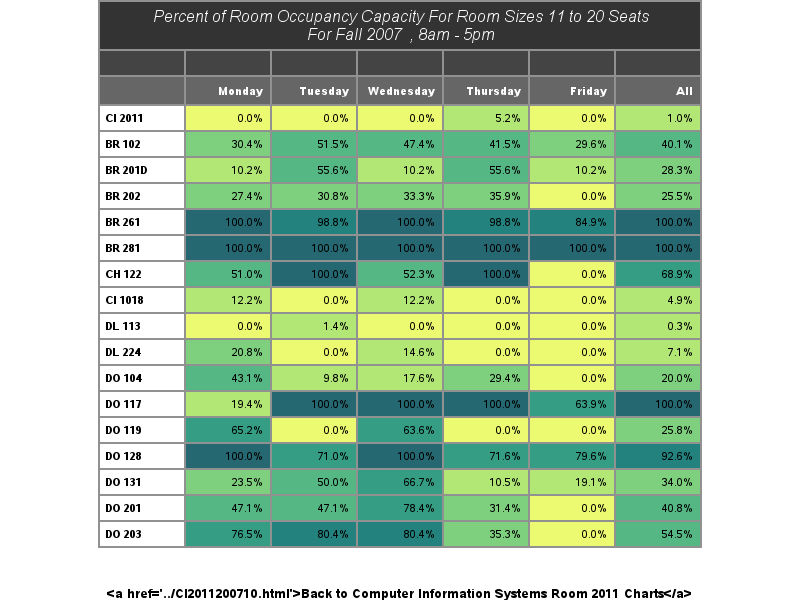 Percent of Room Occupancy Capacity For Room Sizes 11 to 20 Seats
For Fall 2007 , 8am - 5pm
Monday Tuesday Wednesday Thursday Friday All
CI 2011 0.0% 0.0% 0.0% 5.2% 0.0% 1.0%
BR 102 30.4% 51.5% 47.4% 41.5% 29.6% 40.1%
BR 201D 10.2% 55.6% 10.2% 55.6% 10.2% 28.3%
BR 202 27.4% 30.8% 33.3% 35.9% 0.0% 25.5%
BR 261 100.0% 98.8% 100.0% 98.8% 84.9% 100.0%
BR 281 100.0% 100.0% 100.0% 100.0% 100.0% 100.0%
CH 122 51.0% 100.0% 52.3% 100.0% 0.0% 68.9%
CI 1018 12.2% 0.0% 12.2% 0.0% 0.0% 4.9%
DL 113 0.0% 1.4% 0.0% 0.0% 0.0% 0.3%
DL 224 20.8% 0.0% 14.6% 0.0% 0.0% 7.1%
DO 104 43.1% 9.8% 17.6% 29.4% 0.0% 20.0%
DO 117 19.4% 100.0% 100.0% 100.0% 63.9% 100.0%
DO 119 65.2% 0.0% 63.6% 0.0% 0.0% 25.8%
DO 128 100.0% 71.0% 100.0% 71.6% 79.6% 92.6%
DO 131 23.5% 50.0% 66.7% 10.5% 19.1% 34.0%
DO 201 47.1% 47.1% 78.4% 31.4% 0.0% 40.8%
DO 203 76.5% 80.4% 80.4% 35.3% 0.0% 54.5%
<a href='../CI2011200710.html'>Back to Computer Information Systems Room 2011 Charts</a>